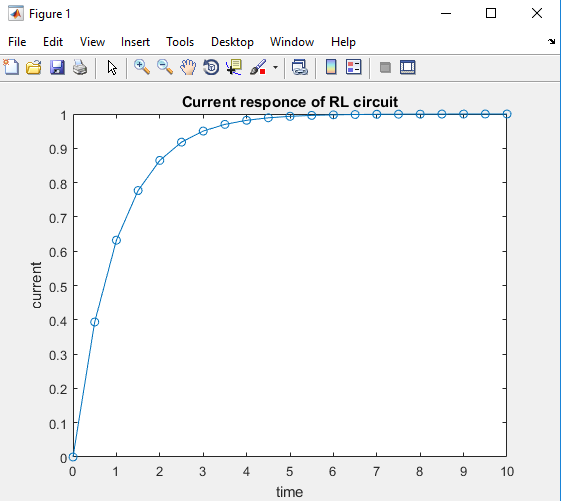 Figure 1
File Edit View Insert Tools Desktop Window Help
Current responce of RL circuit
1
0.9
0.8
0.7
0.6
0.5
0.4
0.3
0.2
0.1
0
current
0 1 2 3 4 5 6 7 8 9 10
time